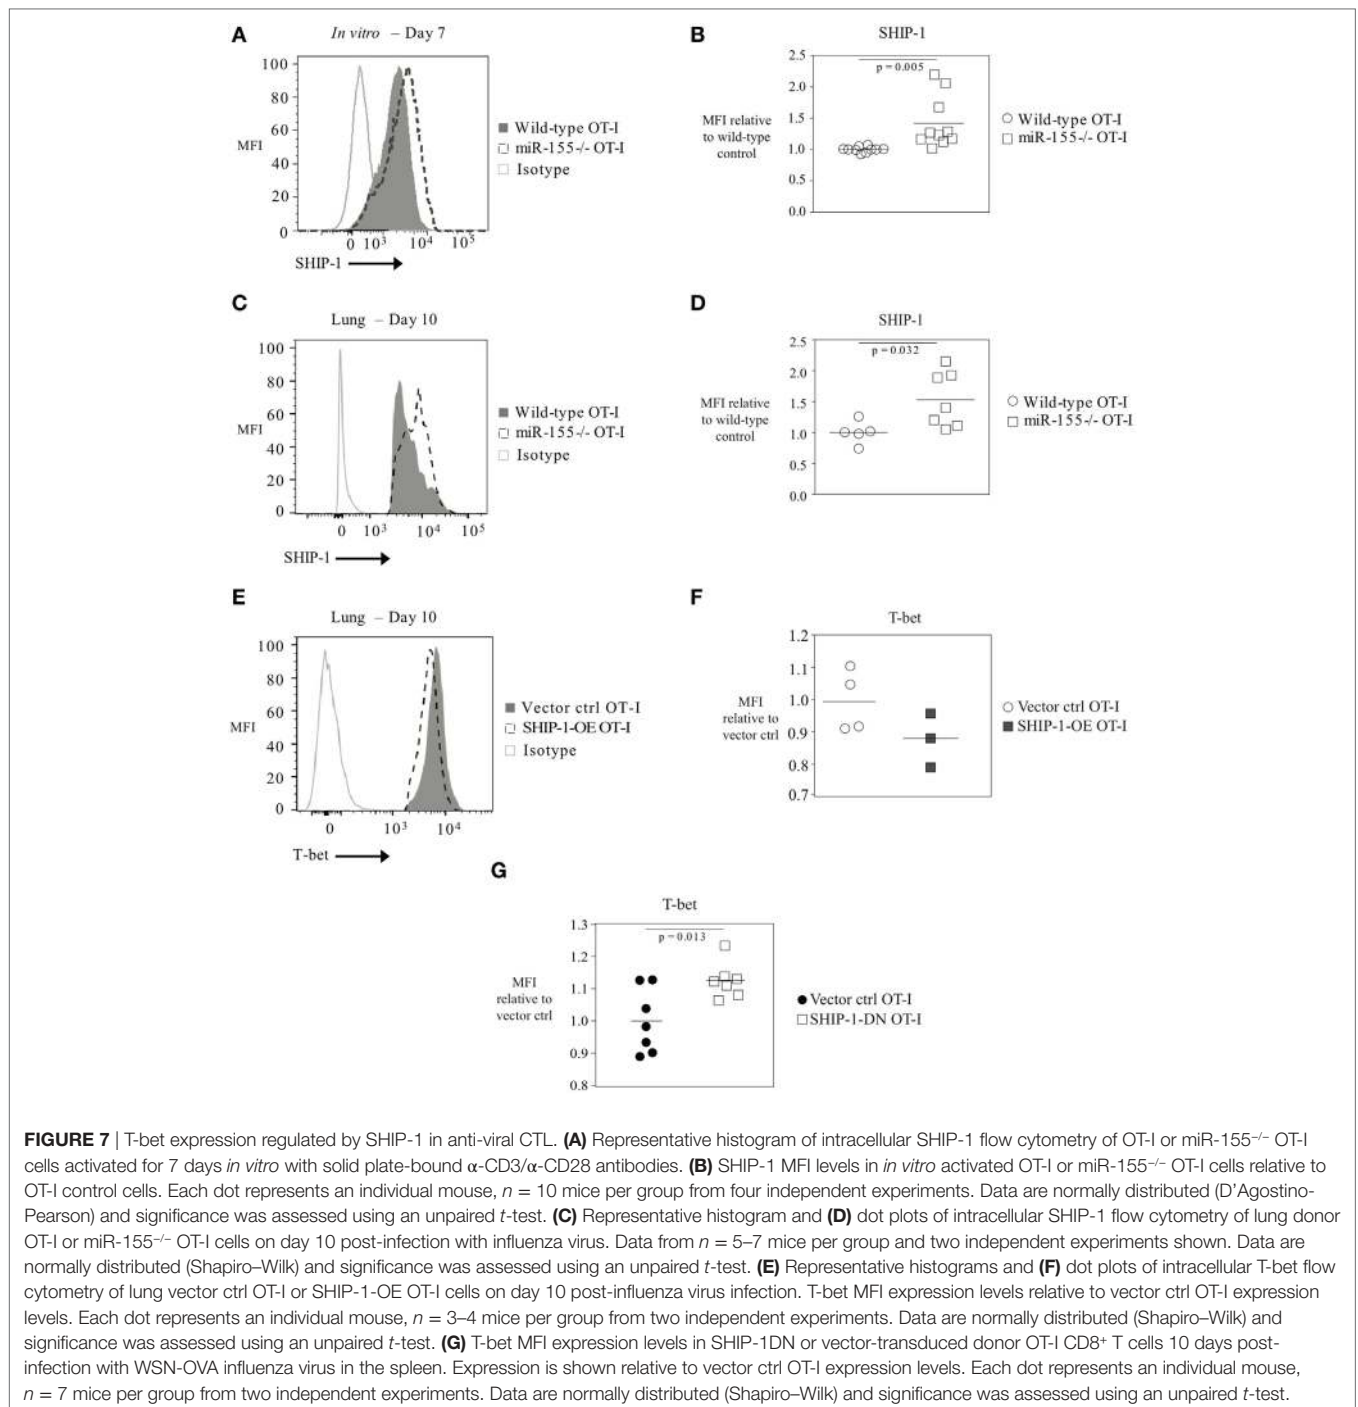 A
In vitro – Day 7
100
80
60
MFI
40
20
0
0 10³ 10⁴ 10⁵
SHIP-1
Wild-type OT-I
miR-155-/- OT-I
Isotype
B
SHIP-1
2.5
p = 0.005
2.0
1.5
MFI relative
to wild-type
control
1.0
0.5
0.0
Wild-type OT-I
miR-155-/- OT-I
C
Lung – Day 10
100
80
60
MFI
40
20
0
0 10³ 10⁴ 10⁵
SHIP-1
Wild-type OT-I
miR-155-/- OT-I
Isotype
D
SHIP-1
2.5
p = 0.032
2.0
1.5
MFI relative
to wild-type
control
1.0
0.5
0.0
Wild-type OT-I
miR-155-/- OT-I
E
Lung – Day 10
100
80
60
MFI
40
20
0
0 10³ 10⁴
T-bet
Vector ctrl OT-I
SHIP-1-OE OT-I
Isotype
F
T-bet
1.2
1.1
1.0
MFI
relative to
vector ctrl
0.9
0.8
0.7
Vector ctrl OT-I
SHIP-1-OE OT-I
G
T-bet
1.3
p = 0.013
1.2
1.1
MFI
relative to
vector ctrl
1.0
0.9
0.8
Vector ctrl OT-I
SHIP-1-DN OT-I
FIGURE 7 | T-bet expression regulated by SHIP-1 in anti-viral CTL. (A) Representative histogram of intracellular SHIP-1 flow cytometry of OT-I or miR-155⁻/⁻ OT-I
cells activated for 7 days in vitro with solid plate-bound α-CD3/α-CD28 antibodies. (B) SHIP-1 MFI levels in in vitro activated OT-I or miR-155⁻/⁻ OT-I cells relative to
OT-I control cells. Each dot represents an individual mouse, n = 10 mice per group from four independent experiments. Data are normally distributed (D'Agostino-
Pearson) and significance was assessed using an unpaired t-test. (C) Representative histogram and (D) dot plots of intracellular SHIP-1 flow cytometry of lung donor
OT-I or miR-155⁻/⁻ OT-I cells on day 10 post-infection with influenza virus. Data from n = 5–7 mice per group and two independent experiments shown. Data are
normally distributed (Shapiro–Wilk) and significance was assessed using an unpaired t-test. (E) Representative histograms and (F) dot plots of intracellular T-bet flow
cytometry of lung vector ctrl OT-I or SHIP-1-OE OT-I cells on day 10 post-influenza virus infection. T-bet MFI expression levels relative to vector ctrl OT-I expression
levels. Each dot represents an individual mouse, n = 3–4 mice per group from two independent experiments. Data are normally distributed (Shapiro–Wilk) and
significance was assessed using an unpaired t-test. (G) T-bet MFI expression levels in SHIP-1DN or vector-transduced donor OT-I CD8⁺ T cells 10 days post-
infection with WSN-OVA influenza virus in the spleen. Expression is shown relative to vector ctrl OT-I expression levels. Each dot represents an individual mouse,
n = 7 mice per group from two independent experiments. Data are normally distributed (Shapiro–Wilk) and significance was assessed using an unpaired t-test.